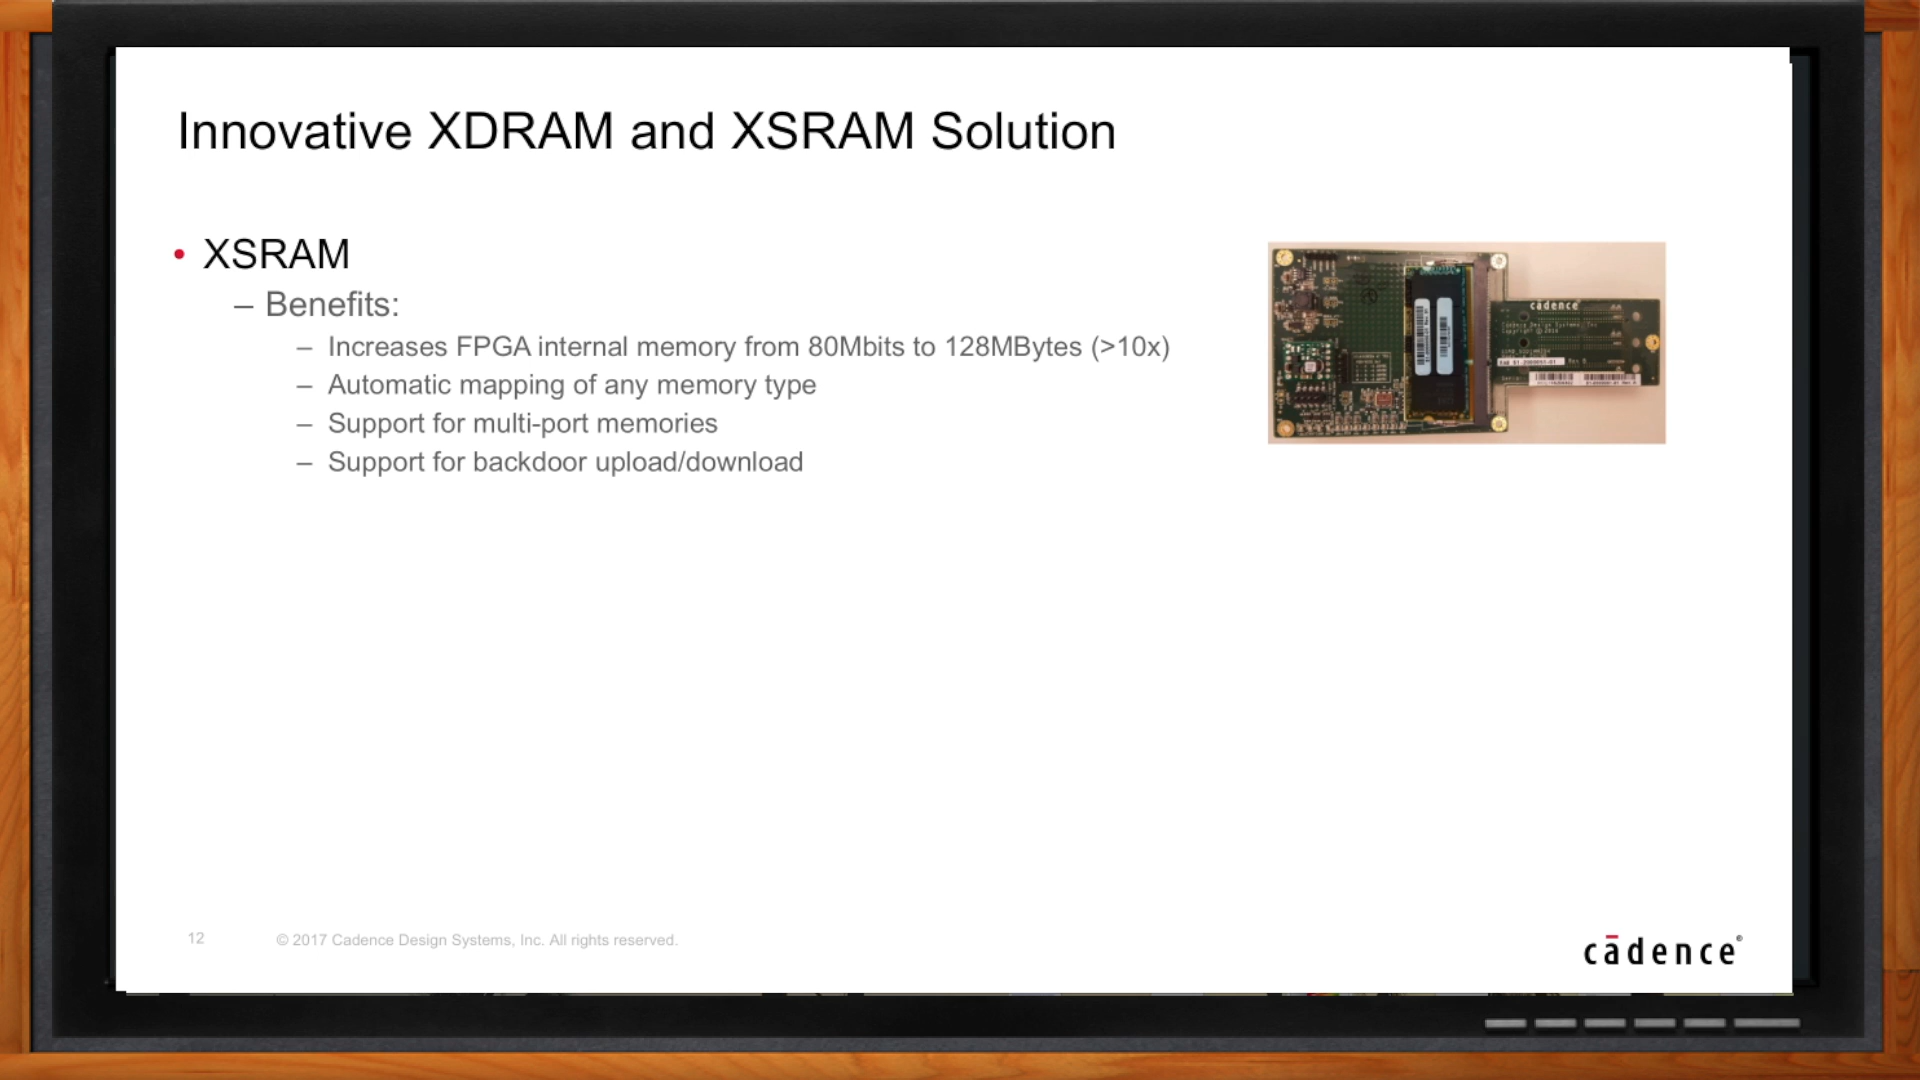 Innovative XDRAM and XSRAM Solution
• XSRAM
– Benefits:
– Increases FPGA internal memory from 80Mbits to 128MBytes (>10x)
– Automatic mapping of any memory type
– Support for multi-port memories
– Support for backdoor upload/download
cādence
12
© 2017 Cadence Design Systems, Inc. All rights reserved.
cādence®